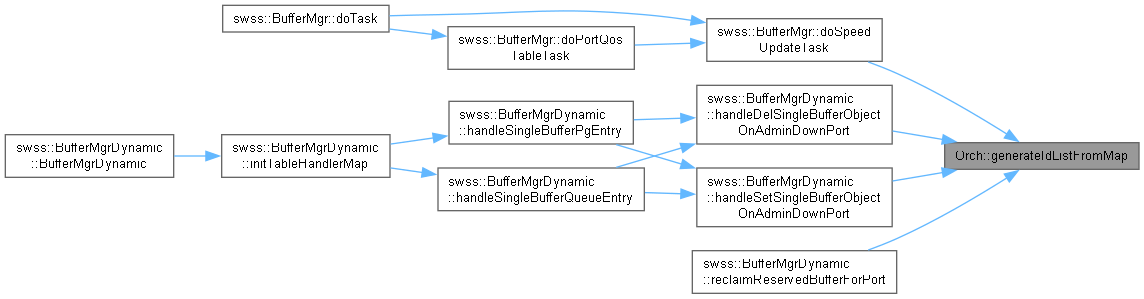 swss::BufferMgr::doTask
swss::BufferMgr::doPortQos
TableTask
swss::BufferMgr::doSpeed
UpdateTask
swss::BufferMgrDynamic
::BufferMgrDynamic
swss::BufferMgrDynamic
::initTableHandlerMap
swss::BufferMgrDynamic
::handleSingleBufferPgEntry
swss::BufferMgrDynamic
::handleSingleBufferQueueEntry
swss::BufferMgrDynamic
::handleDelSingleBufferObject
OnAdminDownPort
swss::BufferMgrDynamic
::handleSetSingleBufferObject
OnAdminDownPort
swss::BufferMgrDynamic
::reclaimReservedBufferForPort
Orch::generateIdListFromMap